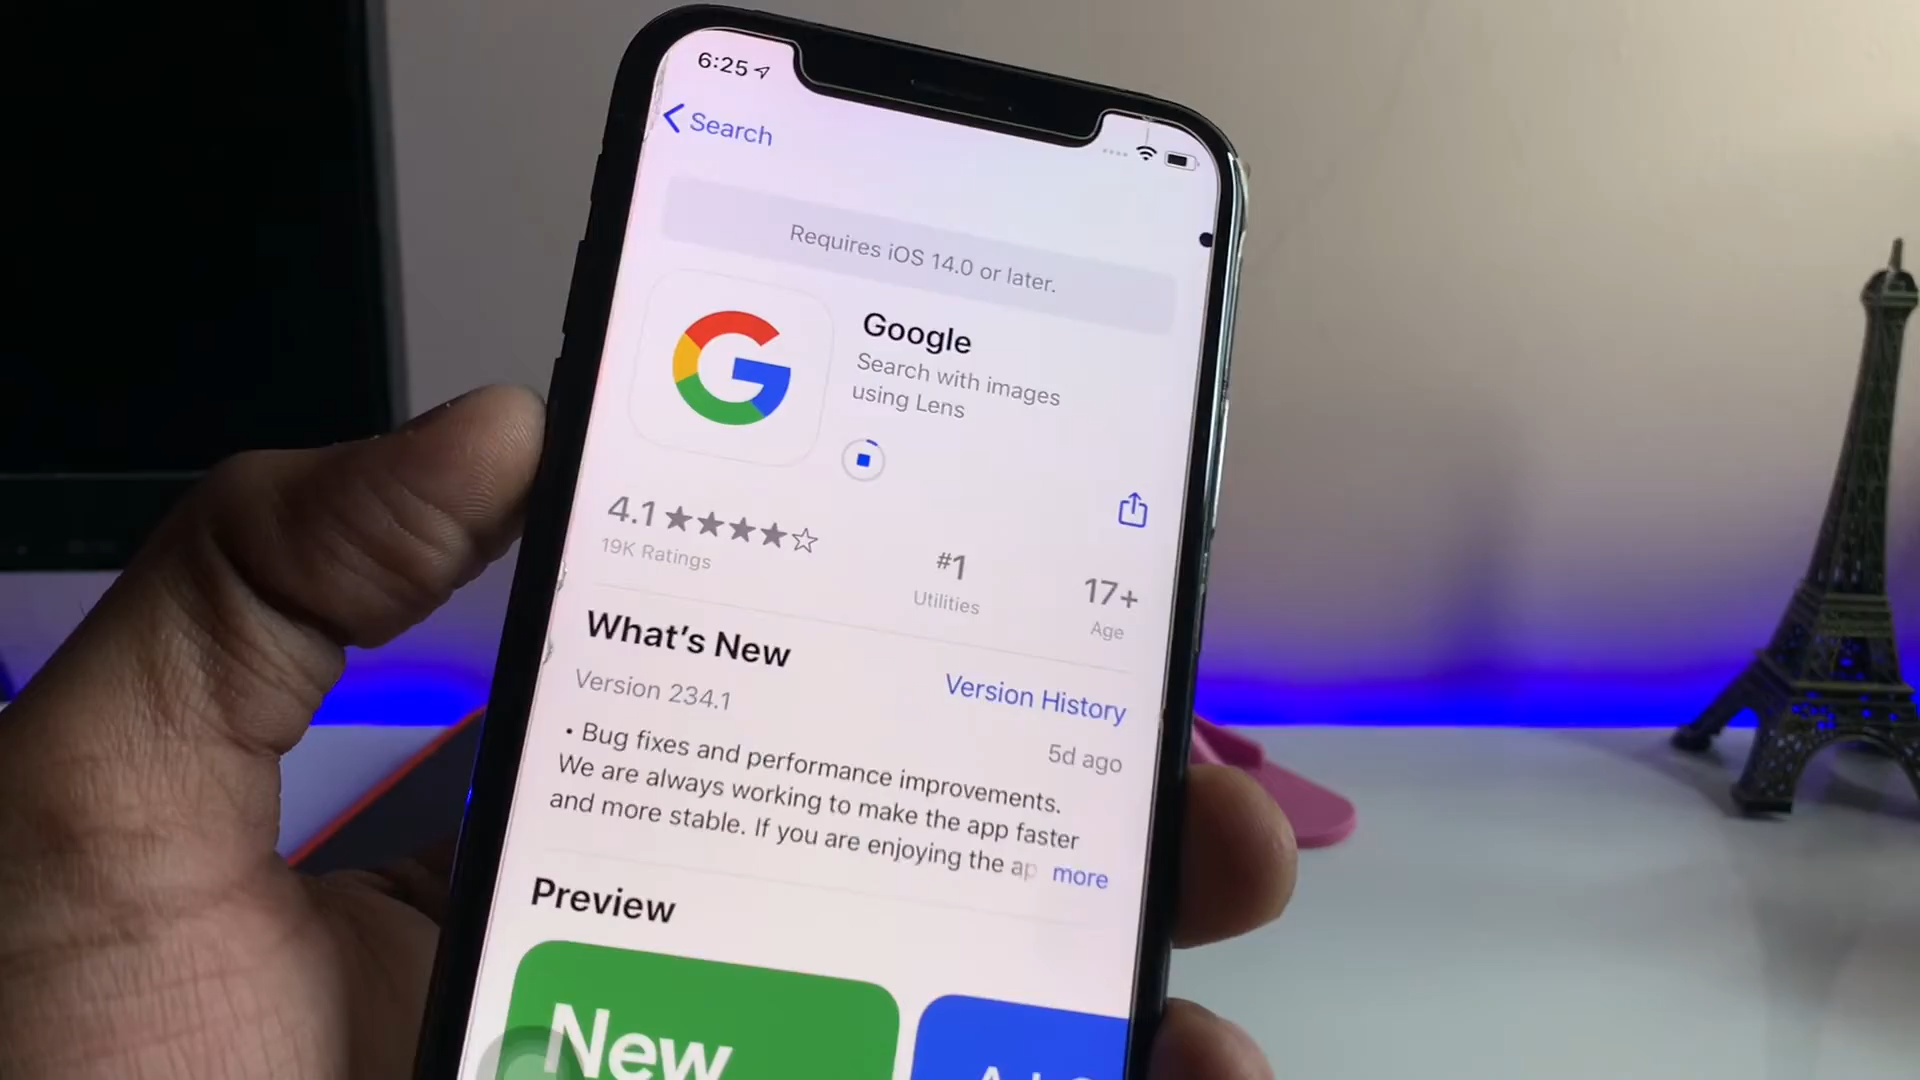 6:25
Search
Requires iOS 14.0 or later.
Google
Search with images
using Lens
4.1
19K Ratings
#1
Utilities
17+
Age
What's New
Version History
Version 234.1
5d ago
• Bug fixes and performance improvements.
We are always working to make the app faster
and more stable. If you are enjoying the ap
more
Preview
New